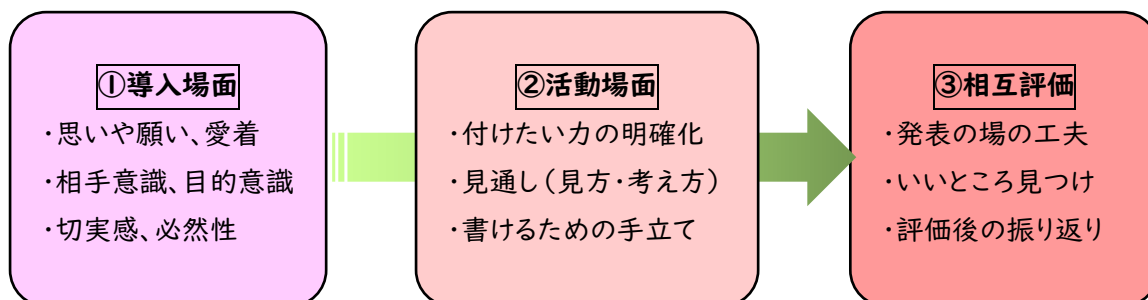 ①導入場面
・思いや願い、愛着
・相手意識、目的意識
・切実感、必然性
②活動場面
・付けたい力の明確化
・見通し(見方・考え方)
・書けるための手立て
③相互評価
・発表の場の工夫
・いいところ見つけ
・評価後の振り返り